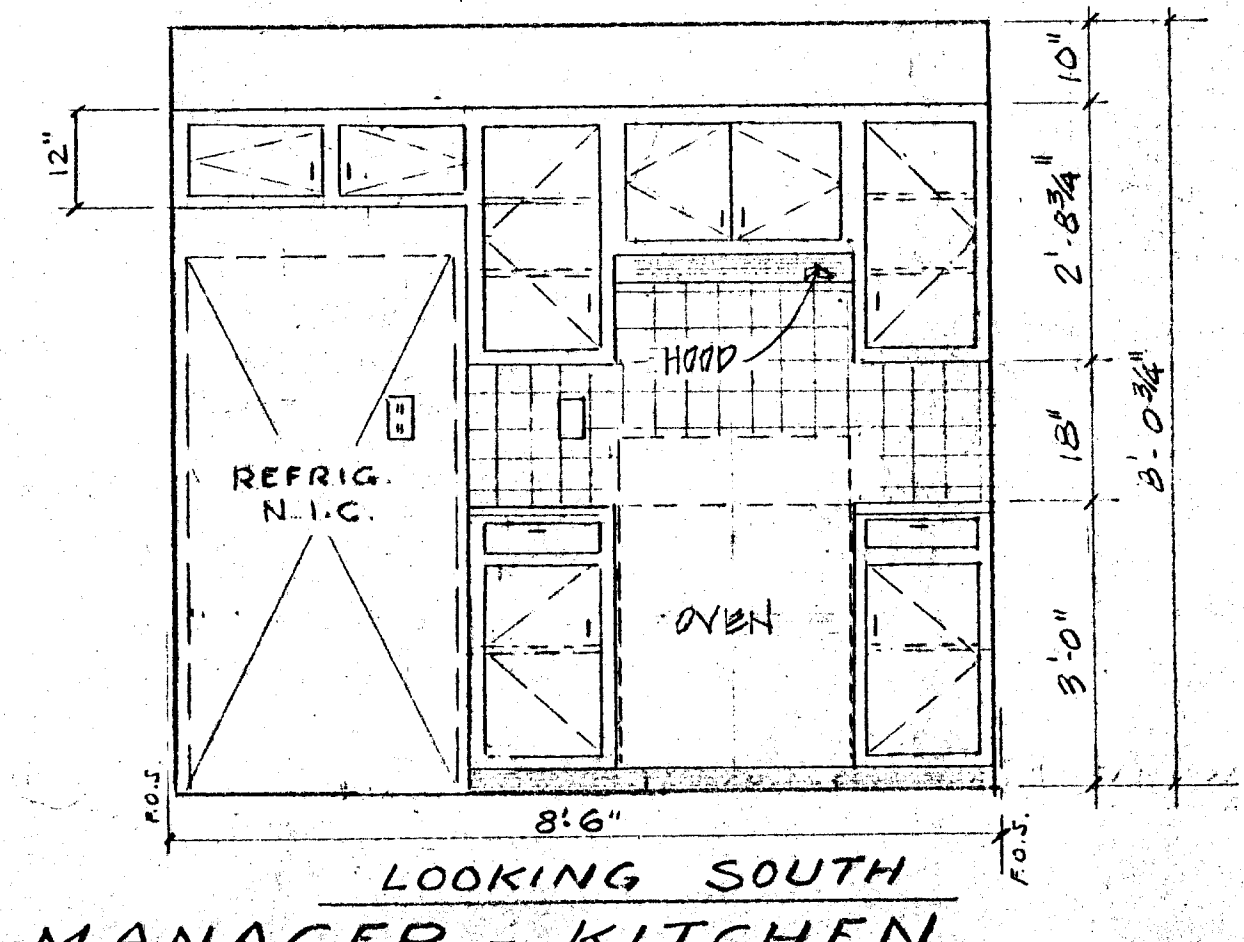 10"
12"
2'-8¾"
HOOD
18"
8'-0¾"
REFRIG.
N.I.C.
OVEN
3'-0"
F.O.S.
8'-6"
F.O.S.
LOOKING SOUTH
MANAGER - KITCHEN